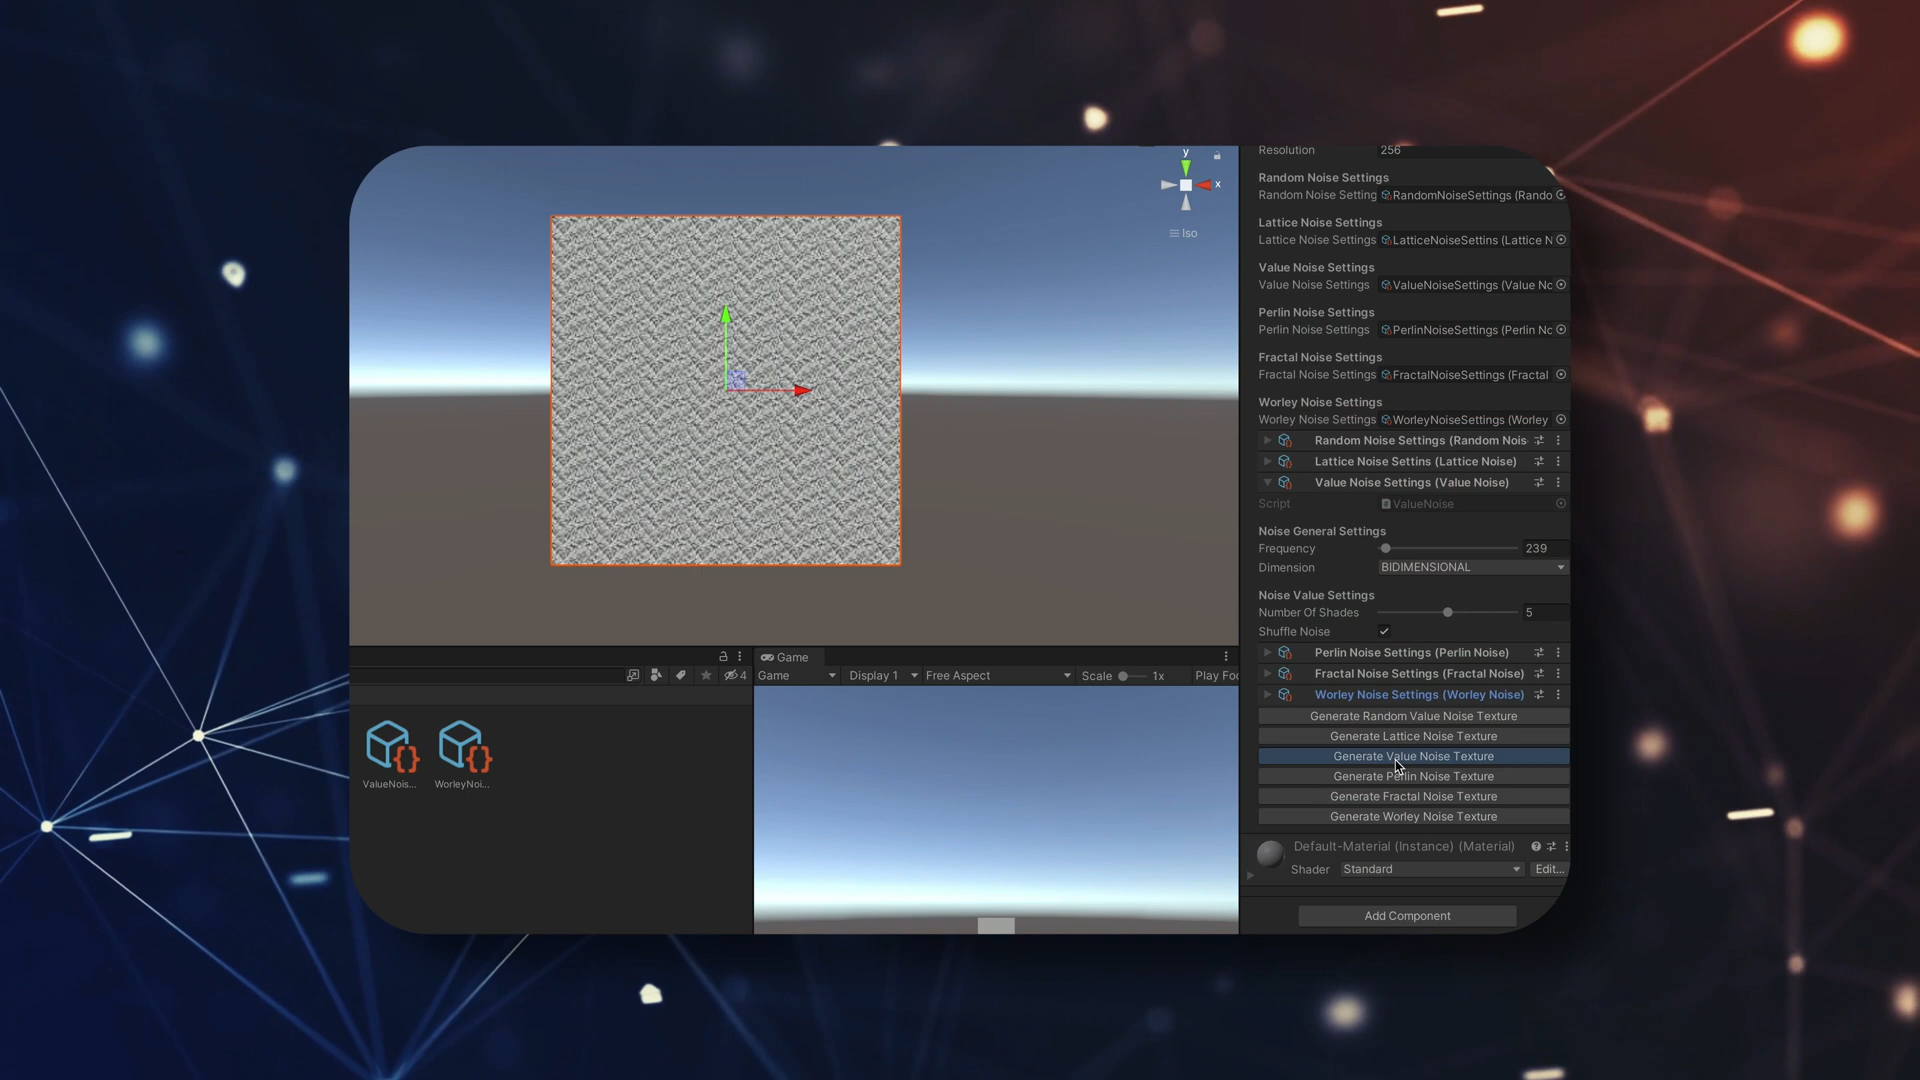 y
x
Iso
Resolution 256
Random Noise Settings
Random Noise Setting RandomNoiseSettings (Rando
Lattice Noise Settings
Lattice Noise Settings LatticeNoiseSettins (Lattice N
Value Noise Settings
Value Noise Settings ValueNoiseSettings (Value Nc
Perlin Noise Settings
Perlin Noise Settings PerlinNoiseSettings (Perlin Nc
Fractal Noise Settings
Fractal Noise Settings FractalNoiseSettings (Fractal
Worley Noise Settings
Worley Noise Settings WorleyNoiseSettings (Worley
Random Noise Settings (Random Nois
Lattice Noise Settins (Lattice Noise)
Value Noise Settings (Value Noise)
Script ValueNoise
Noise General Settings
Frequency 239
Dimension BIDIMENSIONAL
Noise Value Settings
Number Of Shades 5
Shuffle Noise
Perlin Noise Settings (Perlin Noise)
Fractal Noise Settings (Fractal Noise)
Worley Noise Settings (Worley Noise)
Generate Random Value Noise Texture
Generate Lattice Noise Texture
Generate Value Noise Texture
Generate Perlin Noise Texture
Generate Fractal Noise Texture
Generate Worley Noise Texture
Default-Material (Instance) (Material)
Shader Standard Edit...
Add Component
4
ValueNois...
WorleyNoi...
Game
Game Display 1 Free Aspect Scale 1x Play Foc